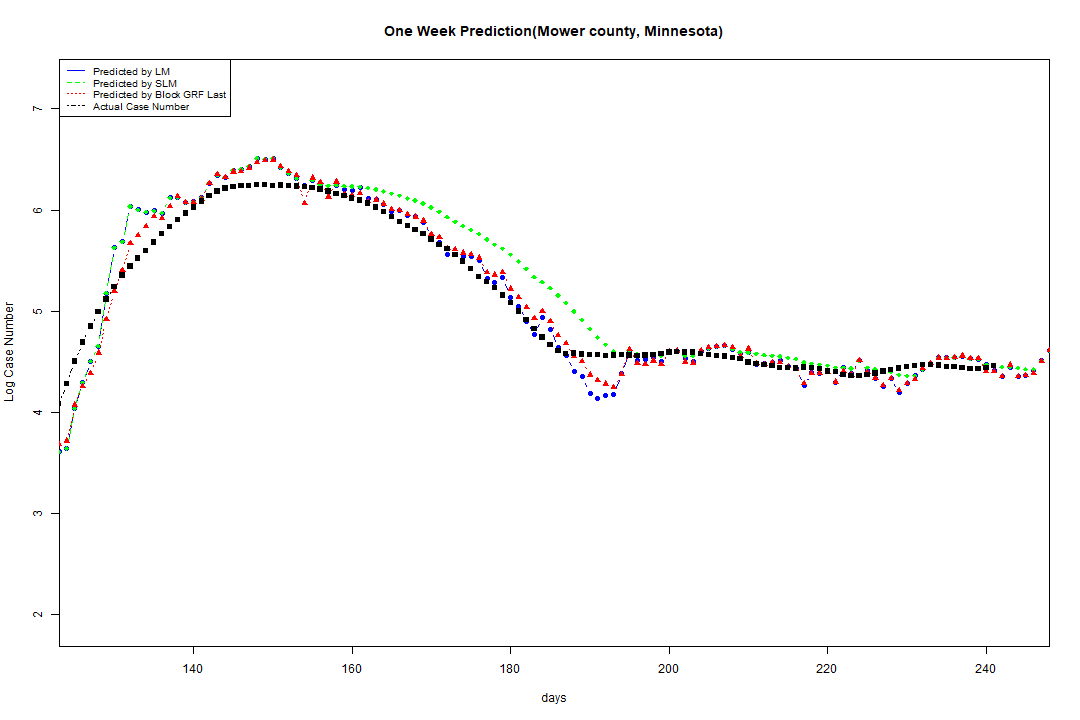 One Week Prediction(Mower county, Minnesota)
Predicted by LM
Predicted by SLM
Predicted by Block GRF Last
Actual Case Number
7
6
5
4
3
2
Log Case Number
140 160 180 200 220 240
days